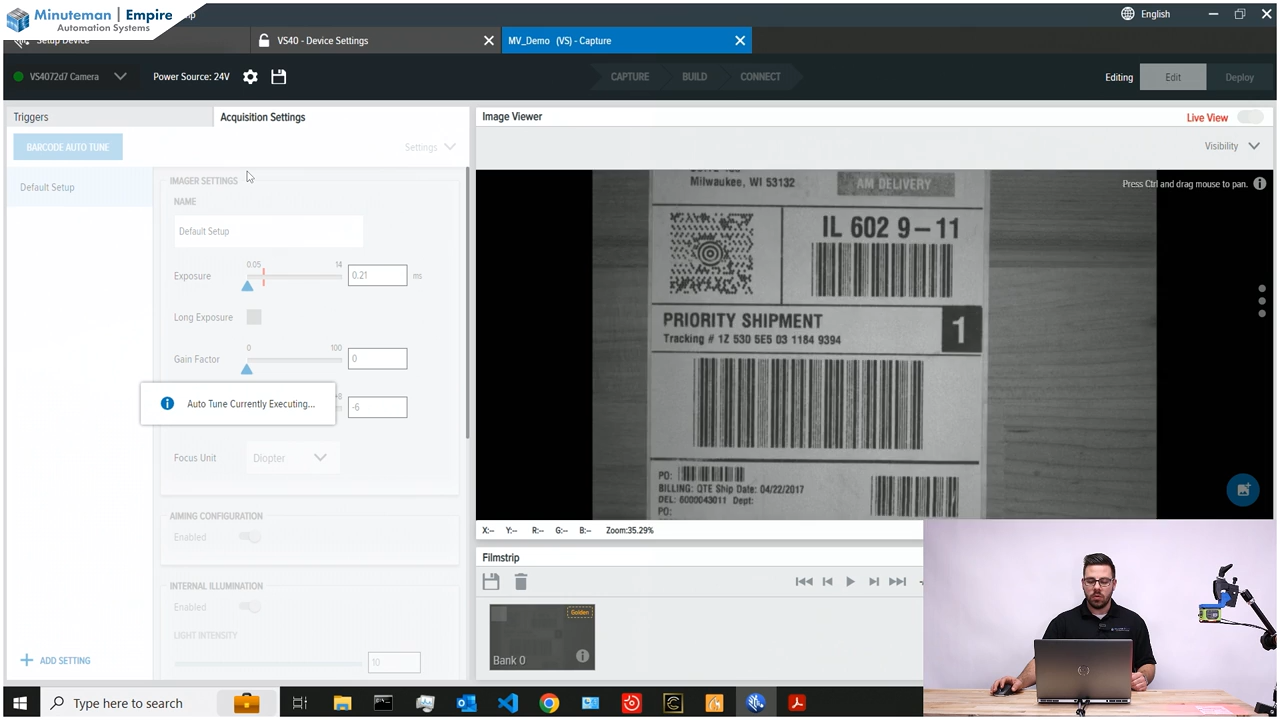 Minuteman | Empire
Automation Systems
English
VS40 - Device Settings
MV_Demo (VS) - Capture
VS4072d7 Camera
Power Source: 24V
CAPTURE
BUILD
CONNECT
Editing
Edit
Deploy
Triggers
Acquisition Settings
BARCODE AUTO TUNE
Settings
Default Setup
IMAGER SETTINGS
NAME
Default Setup
Exposure
0.05
14
0.21
ms
Long Exposure
Gain Factor
0
100
0
Auto Tune Currently Executing...
-6
Focus Unit
Diopter
AIMING CONFIGURATION
Enabled
INTERNAL ILLUMINATION
Enabled
LIGHT INTENSITY
10
ADD SETTING
Image Viewer
Live View
Visibility
Press Ctrl and drag mouse to pan.
Milwaukee, WI 53132
AM DELIVERY
IL 602 9-11
PRIORITY SHIPMENT
Tracking # 1Z 530 5E5 03 1184 9394
1
PO:
BILLING: QTE Ship Date: 04/22/2017
DEL: 6000043011 Dept:
PO:
X:-- Y:-- R:-- G:-- B:-- Zoom:35.29%
Filmstrip
Golden
Bank 0
Type here to search